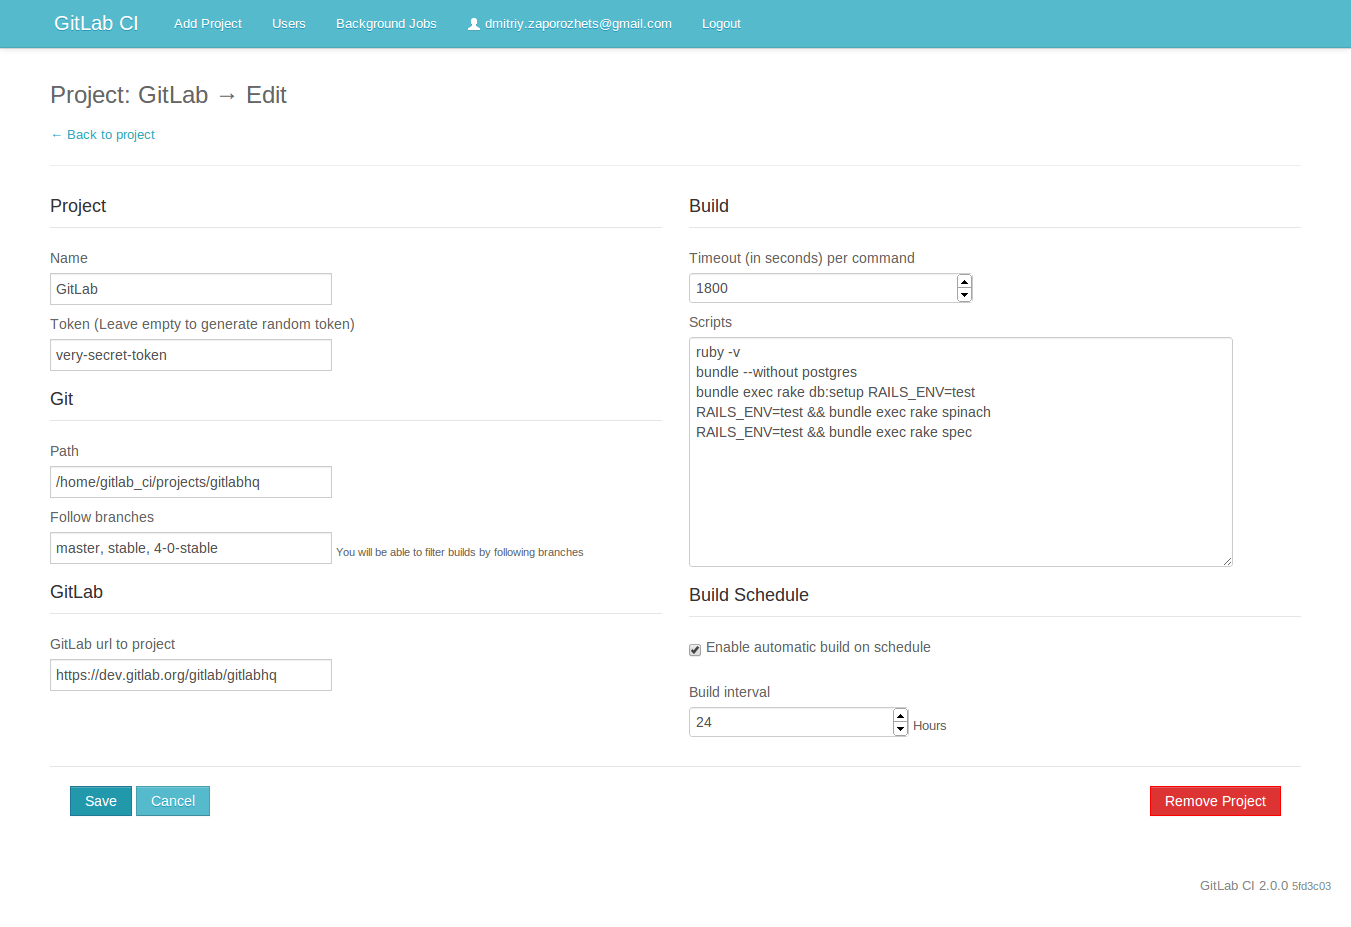 GitLab CI Add Project Users Background Jobs dmitriy.zaporozhets@gmail.com Logout
Project: GitLab → Edit
← Back to project
Project
Name
GitLab
Token (Leave empty to generate random token)
very-secret-token
Git
Path
/home/gitlab_ci/projects/gitlabhq
Follow branches
master, stable, 4-0-stable You will be able to filter builds by following branches
GitLab
GitLab url to project
https://dev.gitlab.org/gitlab/gitlabhq
Build
Timeout (in seconds) per command
1800
Scripts
ruby -v
bundle --without postgres
bundle exec rake db:setup RAILS_ENV=test
RAILS_ENV=test && bundle exec rake spinach
RAILS_ENV=test && bundle exec rake spec
Build Schedule
Enable automatic build on schedule
Build interval
24 Hours
Save Cancel Remove Project
GitLab CI 2.0.0 5fd3c03